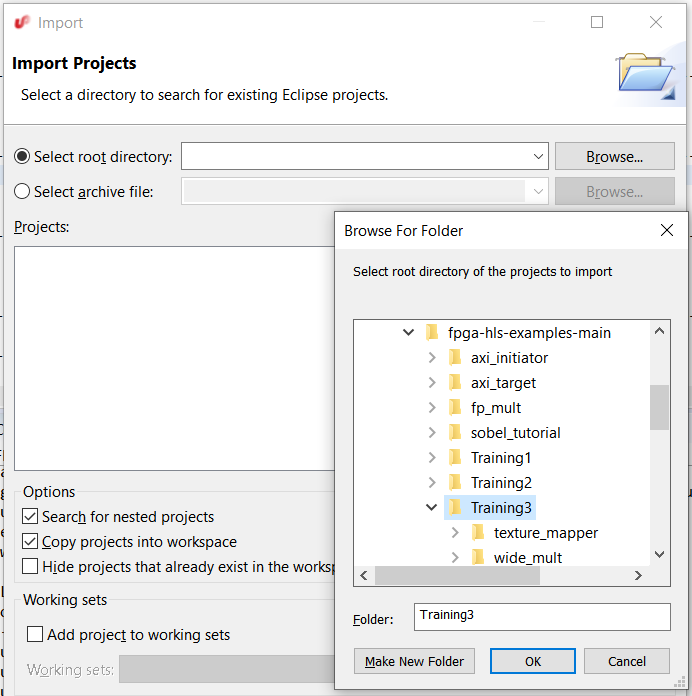 Import
Import Projects
Select a directory to search for existing Eclipse projects.
Select root directory:
Browse...
Select archive file:
Browse...
Projects:
Browse For Folder
Select root directory of the projects to import
fpga-hls-examples-main
axi_initiator
axi_target
fp_mult
sobel_tutorial
Training1
Training2
Training3
texture_mapper
wide_mult
Folder:
Training3
Make New Folder
OK
Cancel
Options
Search for nested projects
Copy projects into workspace
Hide projects that already exist in the worksp
Working sets
Add project to working sets
Working sets: